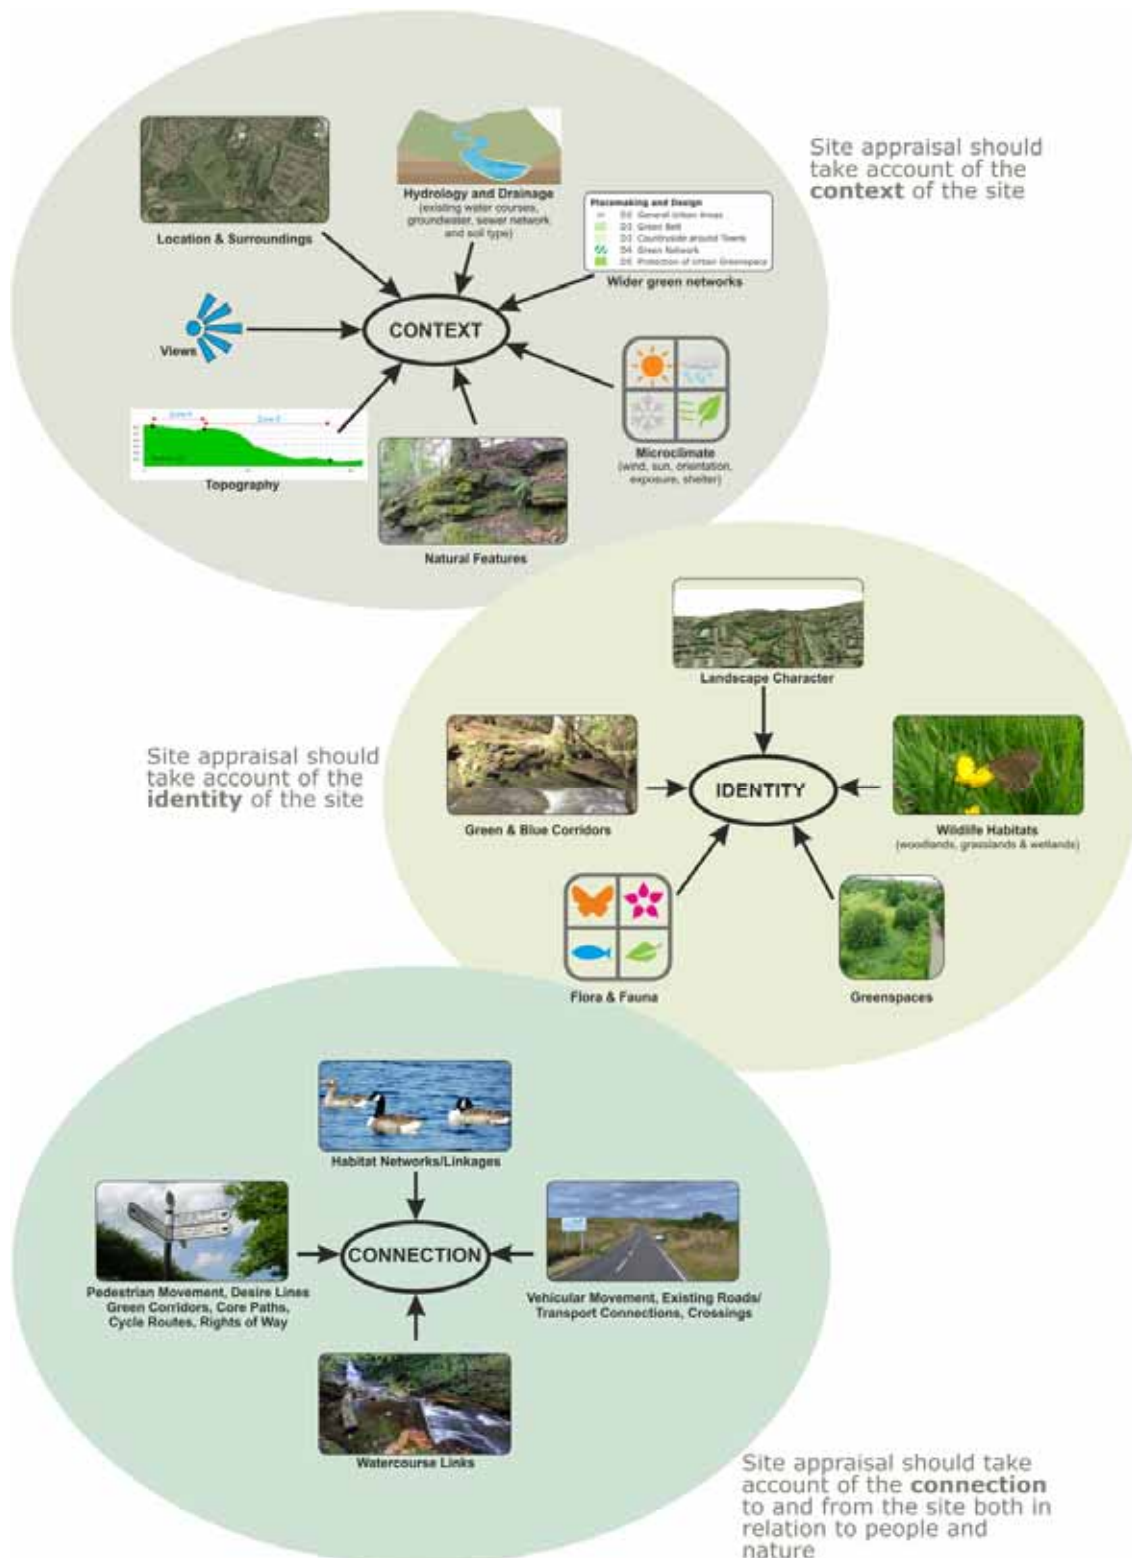 Site appraisal should
take account of the
context of the site
Hydrology and Drainage
(existing water courses,
groundwater, sewer network
and soil type)
Location & Surroundings
Placemaking and Design
General Urban Areas
Green Belt
Countryside around Towns
D4 Green Network
Protection of Urban Greenspace
Wider green networks
CONTEXT
Views
Microclimate
(wind, sun, orientation,
exposure, shelter)
Topography
Natural Features
Landscape Character
Site appraisal should
take account of the
identity of the site
IDENTITY
Green & Blue Corridors
Wildlife Habitats
(woodlands, grasslands & wetlands)
Flora & Fauna
Greenspaces
Habitat Networks/Linkages
CONNECTION
Pedestrian Movement, Desire Lines
Green Corridors, Core Paths,
Cycle Routes, Rights of Way
Vehicular Movement, Existing Roads/
Transport Connections, Crossings
Watercourse Links
Site appraisal should take
account of the connection
to and from the site both in
relation to people and
nature